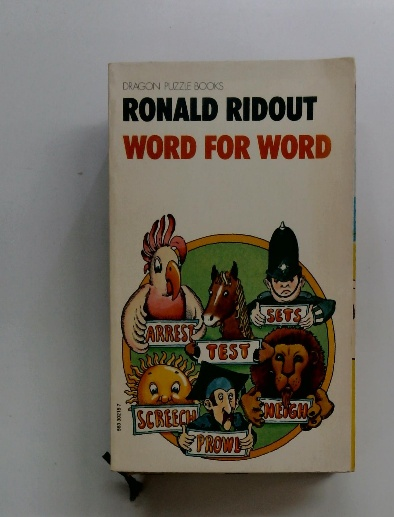 DRAGON PUZZLE BOOKS
RONALD RIDOUT
WORD FOR WORD
SETS
ARREST
TEST
SCREECH
NEIGH
PROWL